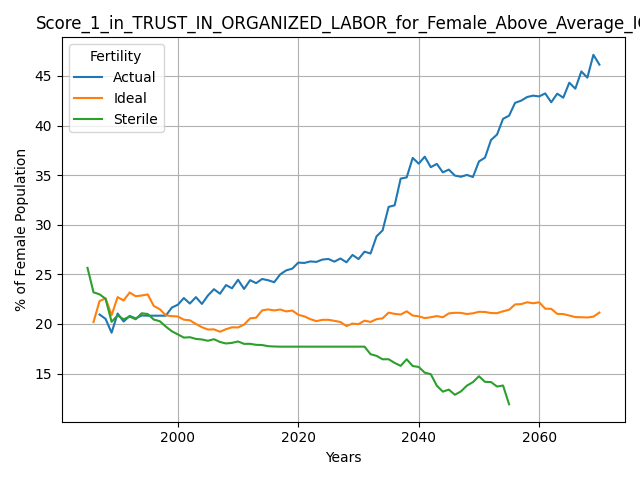 Score_1_in_TRUST_IN_ORGANIZED_LABOR_for_Female_Above_Average_I
Fertility
Actual
Ideal
Sterile
% of Female Population
45
40
35
30
25
20
15
2000
2020
2040
2060
Years